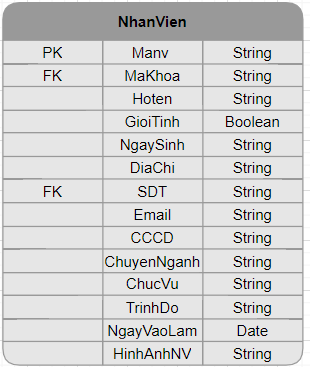 NhanVien
PK Manv String
FK MaKhoa String
Hoten String
GioiTinh Boolean
NgaySinh String
DiaChi String
FK SDT String
Email String
CCCD String
ChuyenNganh String
ChucVu String
TrinhDo String
NgayVaoLam Date
HinhAnhNV String